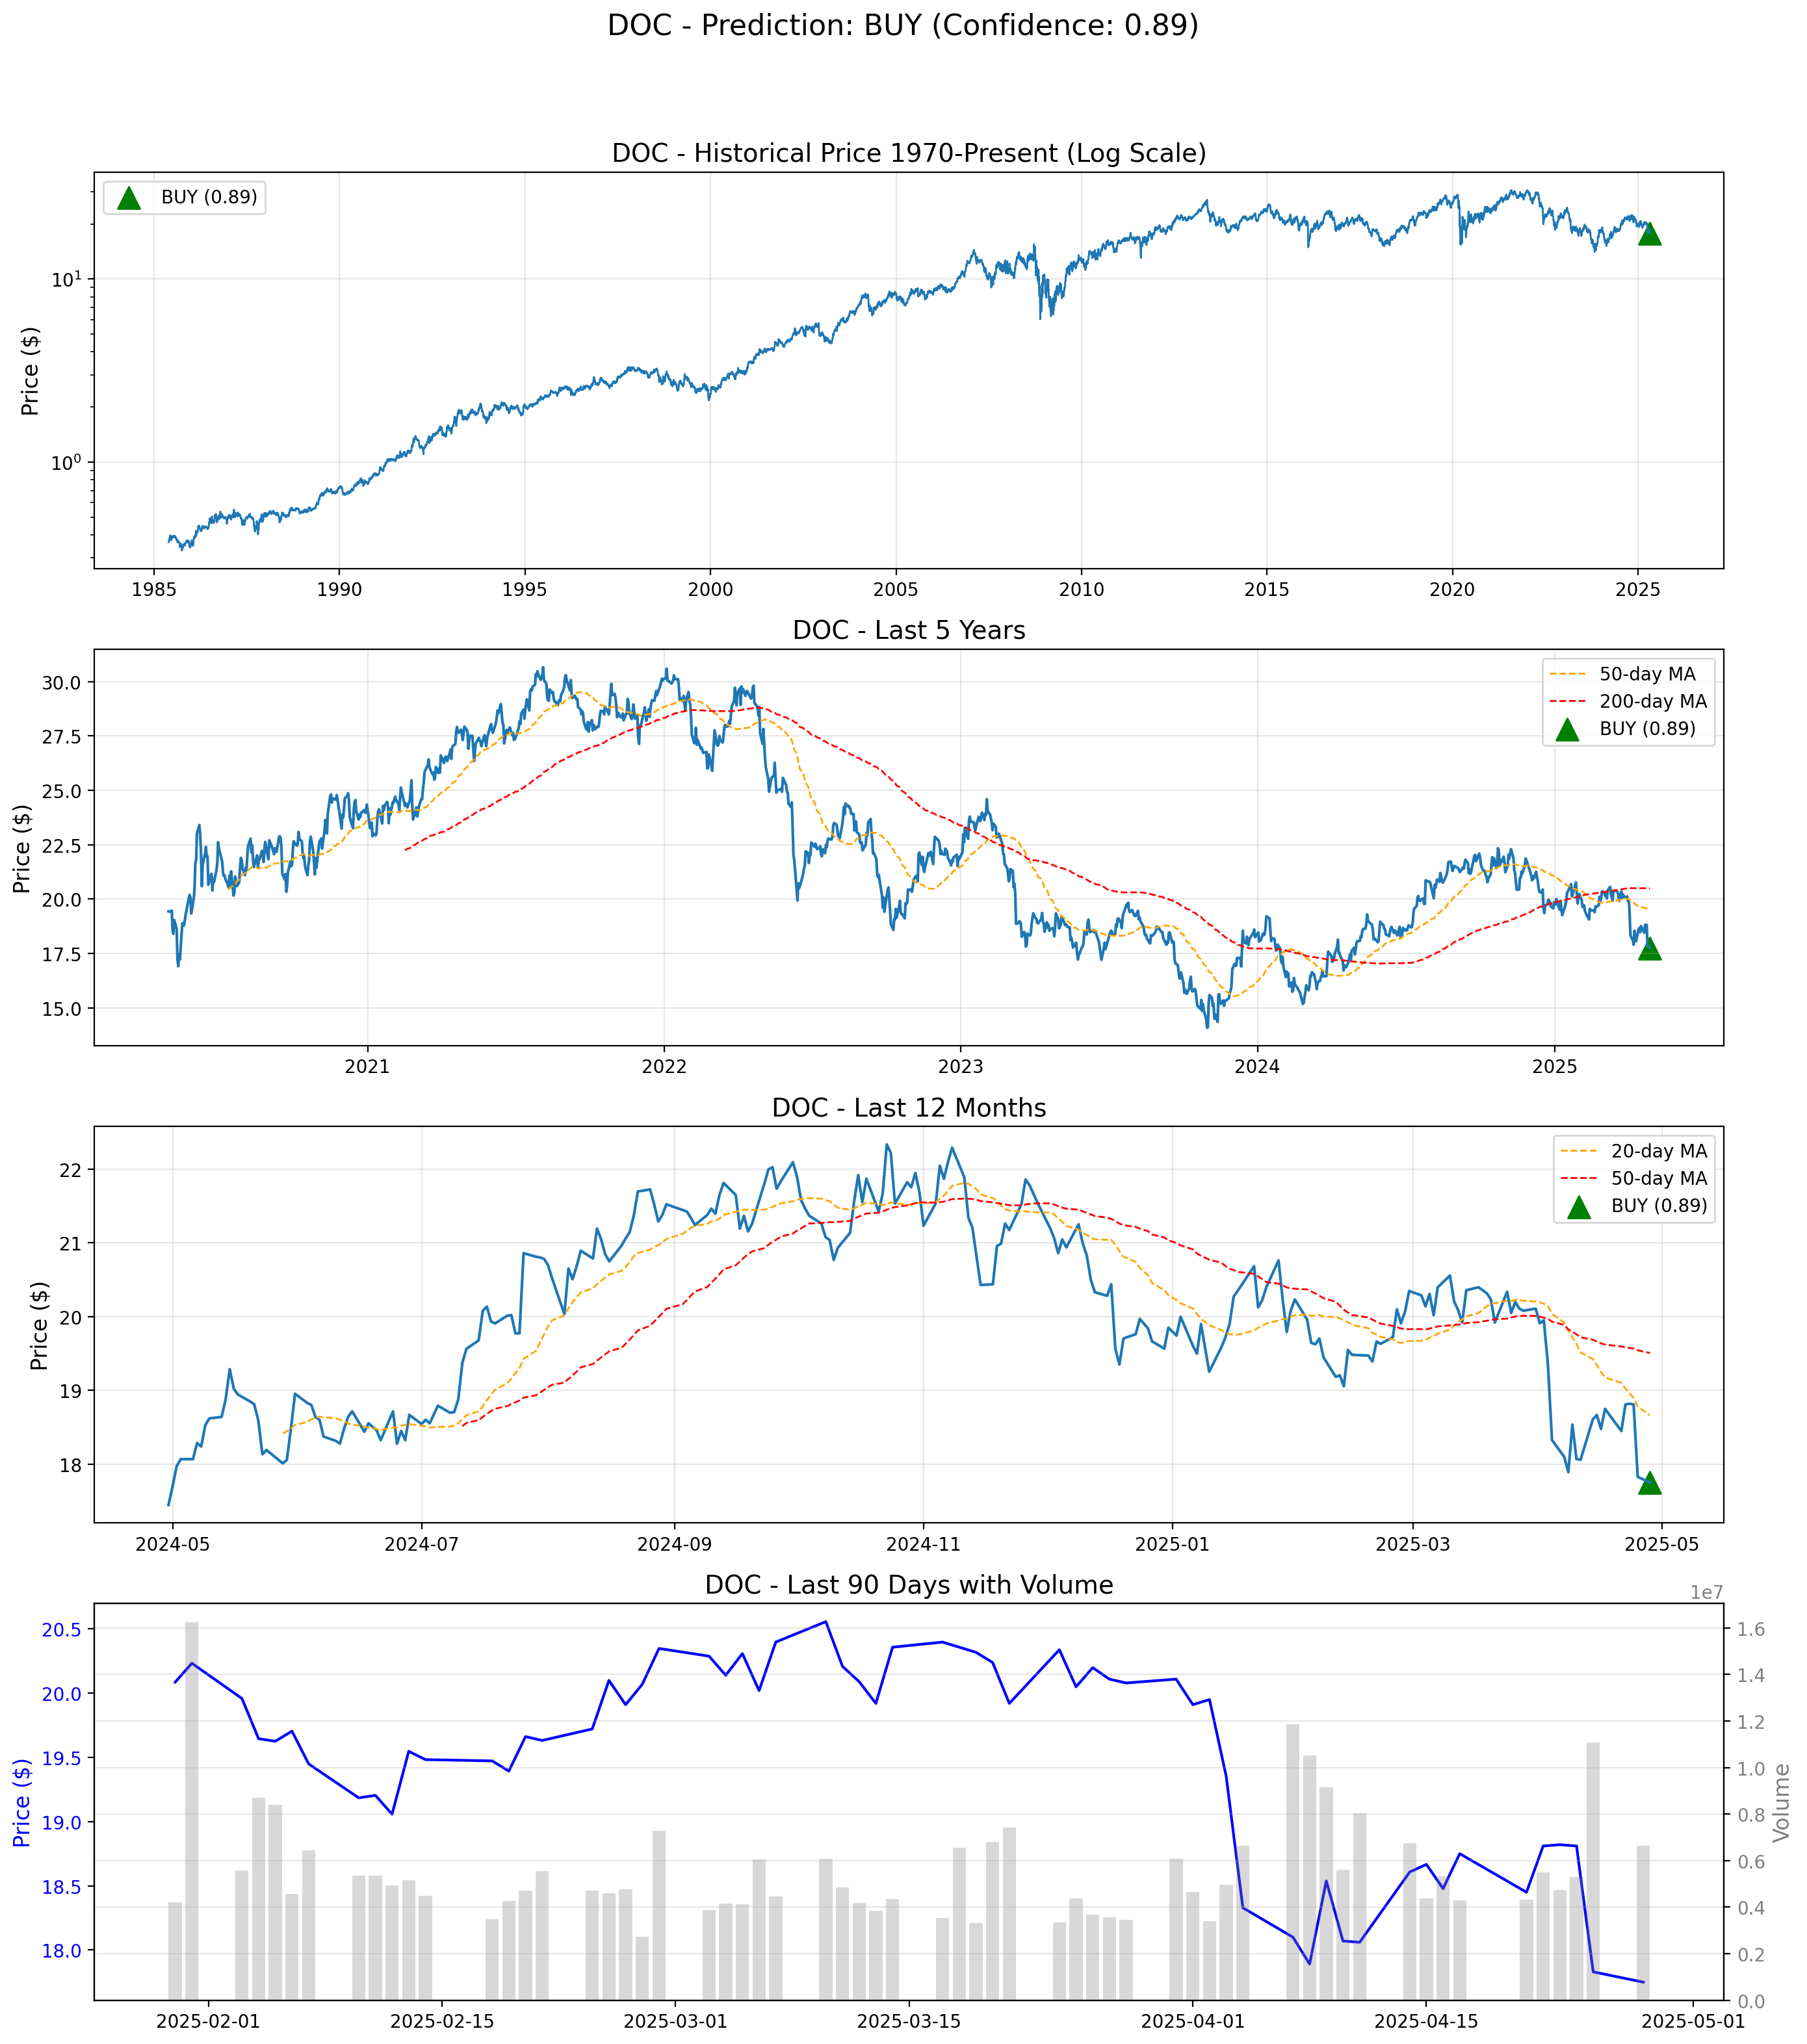 DOC - Prediction: BUY (Confidence: 0.89)
DOC - Historical Price 1970-Present (Log Scale)
BUY (0.89)
Price ($)
10¹
10⁰
1985 1990 1995 2000 2005 2010 2015 2020 2025
DOC - Last 5 Years
50-day MA
200-day MA
BUY (0.89)
Price ($)
30.0
27.5
25.0
22.5
20.0
17.5
15.0
2021 2022 2023 2024 2025
DOC - Last 12 Months
20-day MA
50-day MA
BUY (0.89)
Price ($)
22
21
20
19
18
2024-05 2024-07 2024-09 2024-11 2025-01 2025-03 2025-05
DOC - Last 90 Days with Volume
1e7
Price ($)
20.5
20.0
19.5
19.0
18.5
18.0
1.6
1.4
1.2
1.0
0.8
0.6
0.4
0.2
0.0
Volume
2025-02-01 2025-02-15 2025-03-01 2025-03-15 2025-04-01 2025-04-15 2025-05-01